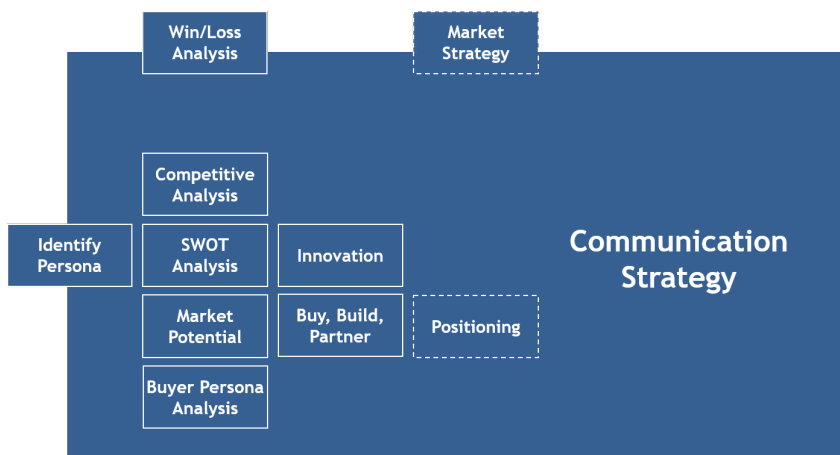 Win/Loss
Analysis
Market
Strategy
Competitive
Analysis
Identify
Persona
SWOT
Analysis
Innovation
Communication
Strategy
Market
Potential
Buy, Build,
Partner
Positioning
Buyer Persona
Analysis